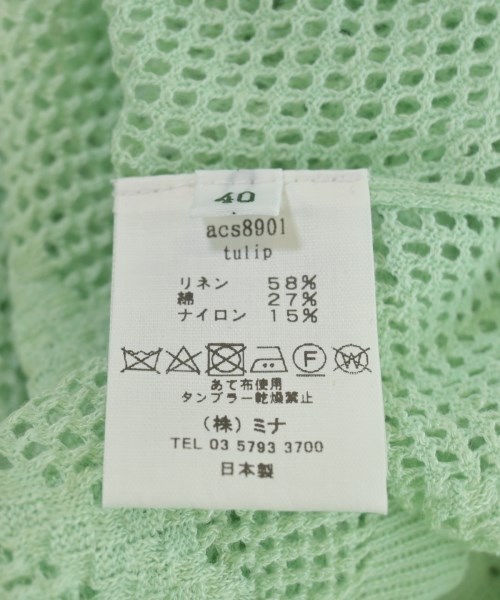 40
acs8901
tulip
リネン 58%
綿 27%
ナイロン 15%
F W
あて布使用
タンブラー乾燥禁止
(株)ミナ
TEL 03 5793 3700
日本製